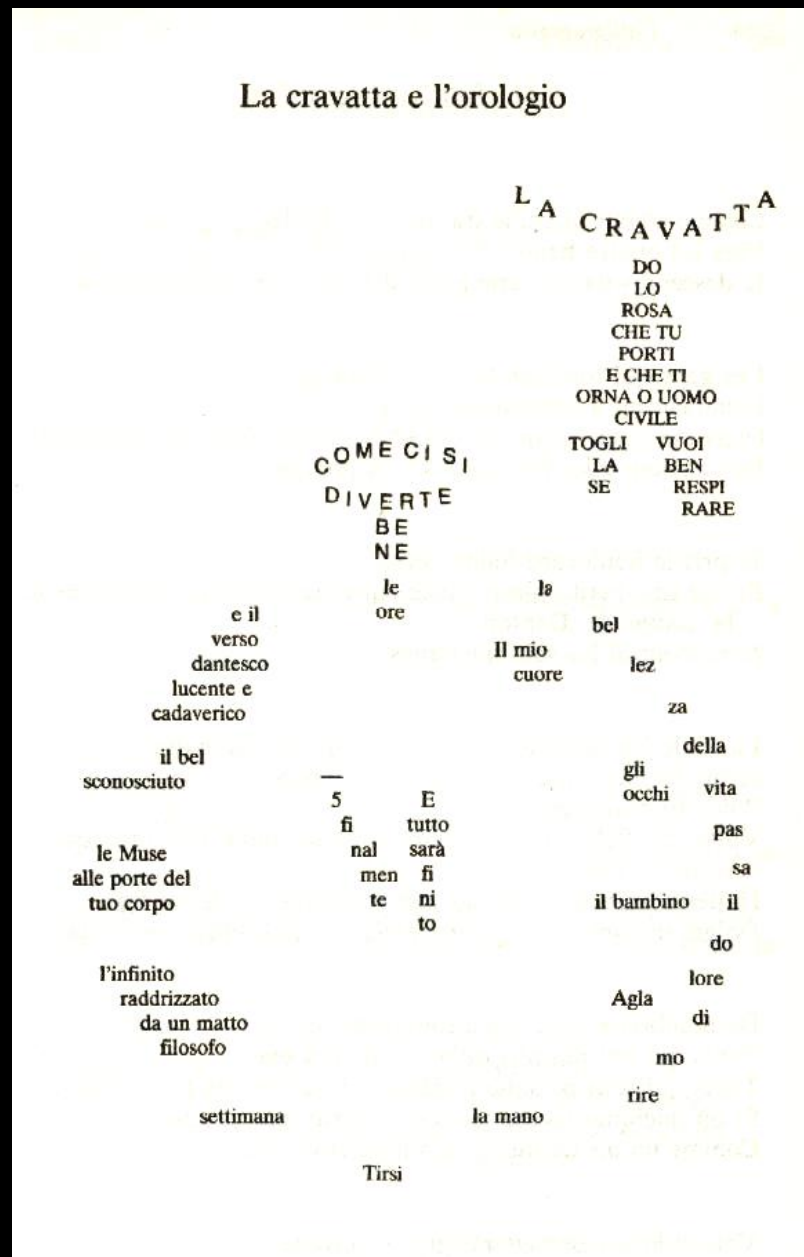 La cravatta e l'orologio
LA CRAVATTA
DO
LO
ROSA
CHE TU
PORTI
E CHE TI
ORNA O UOMO
CIVILE
TOGLI VUOI
LA BEN
SE RESPI
RARE
COME CI SI
DIVERTE
BE
NE
le
ore
Il mio
cuore
gli
occhi
il bambino
Agla
la mano
Tirsi
settimana
l'infinito
raddrizzato
da un matto
filosofo
le Muse
alle porte del
tuo corpo
il bel
sconosciuto
e il
verso
dantesco
lucente e
cadaverico
la
bel
lez
za
della
vita
pas
sa
il
do
lore
di
mo
rire
—
5 E
fi tutto
nal sarà
men fi
te ni
to